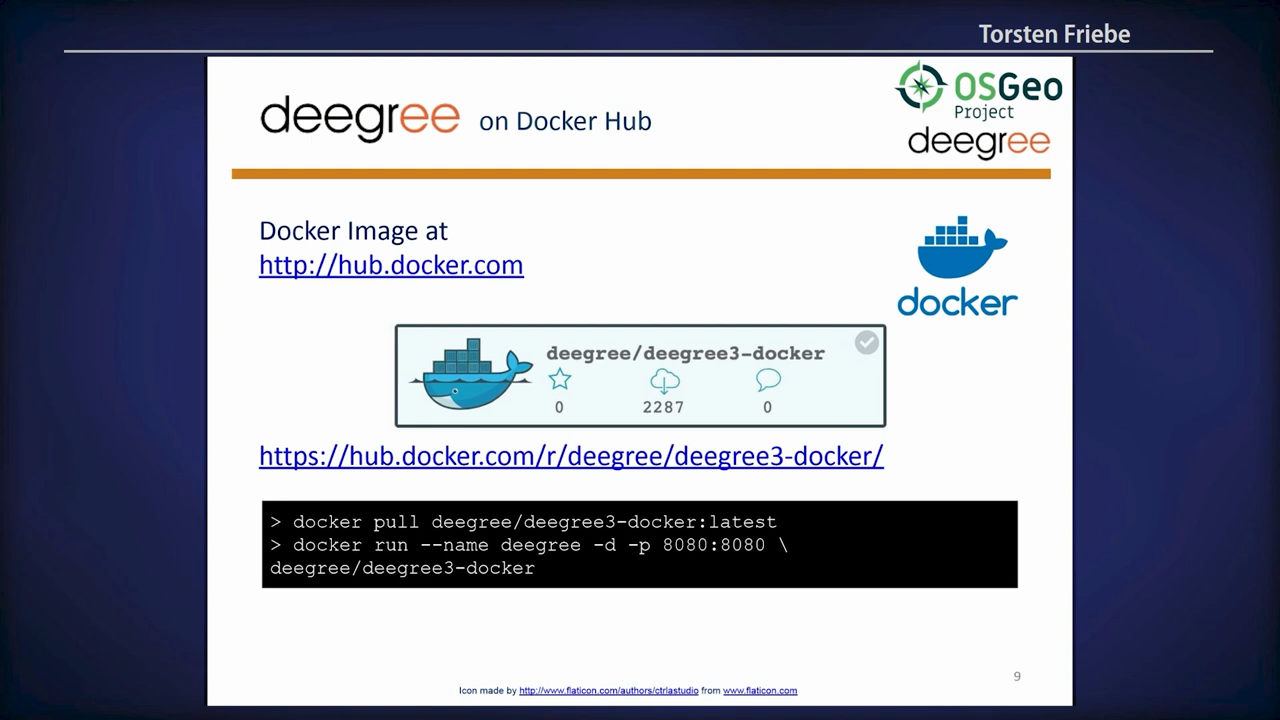 Torsten Friebe
deegree on Docker Hub
OSGeo
Project
deegree
Docker Image at
http://hub.docker.com
docker
deegree/deegree3-docker
0 2287 0
https://hub.docker.com/r/deegree/deegree3-docker/
> docker pull deegree/deegree3-docker:latest
> docker run --name deegree -d -p 8080:8080 \
deegree/deegree3-docker
9
Icon made by http://www.flaticon.com/authors/ctrlastudio from www.flaticon.com